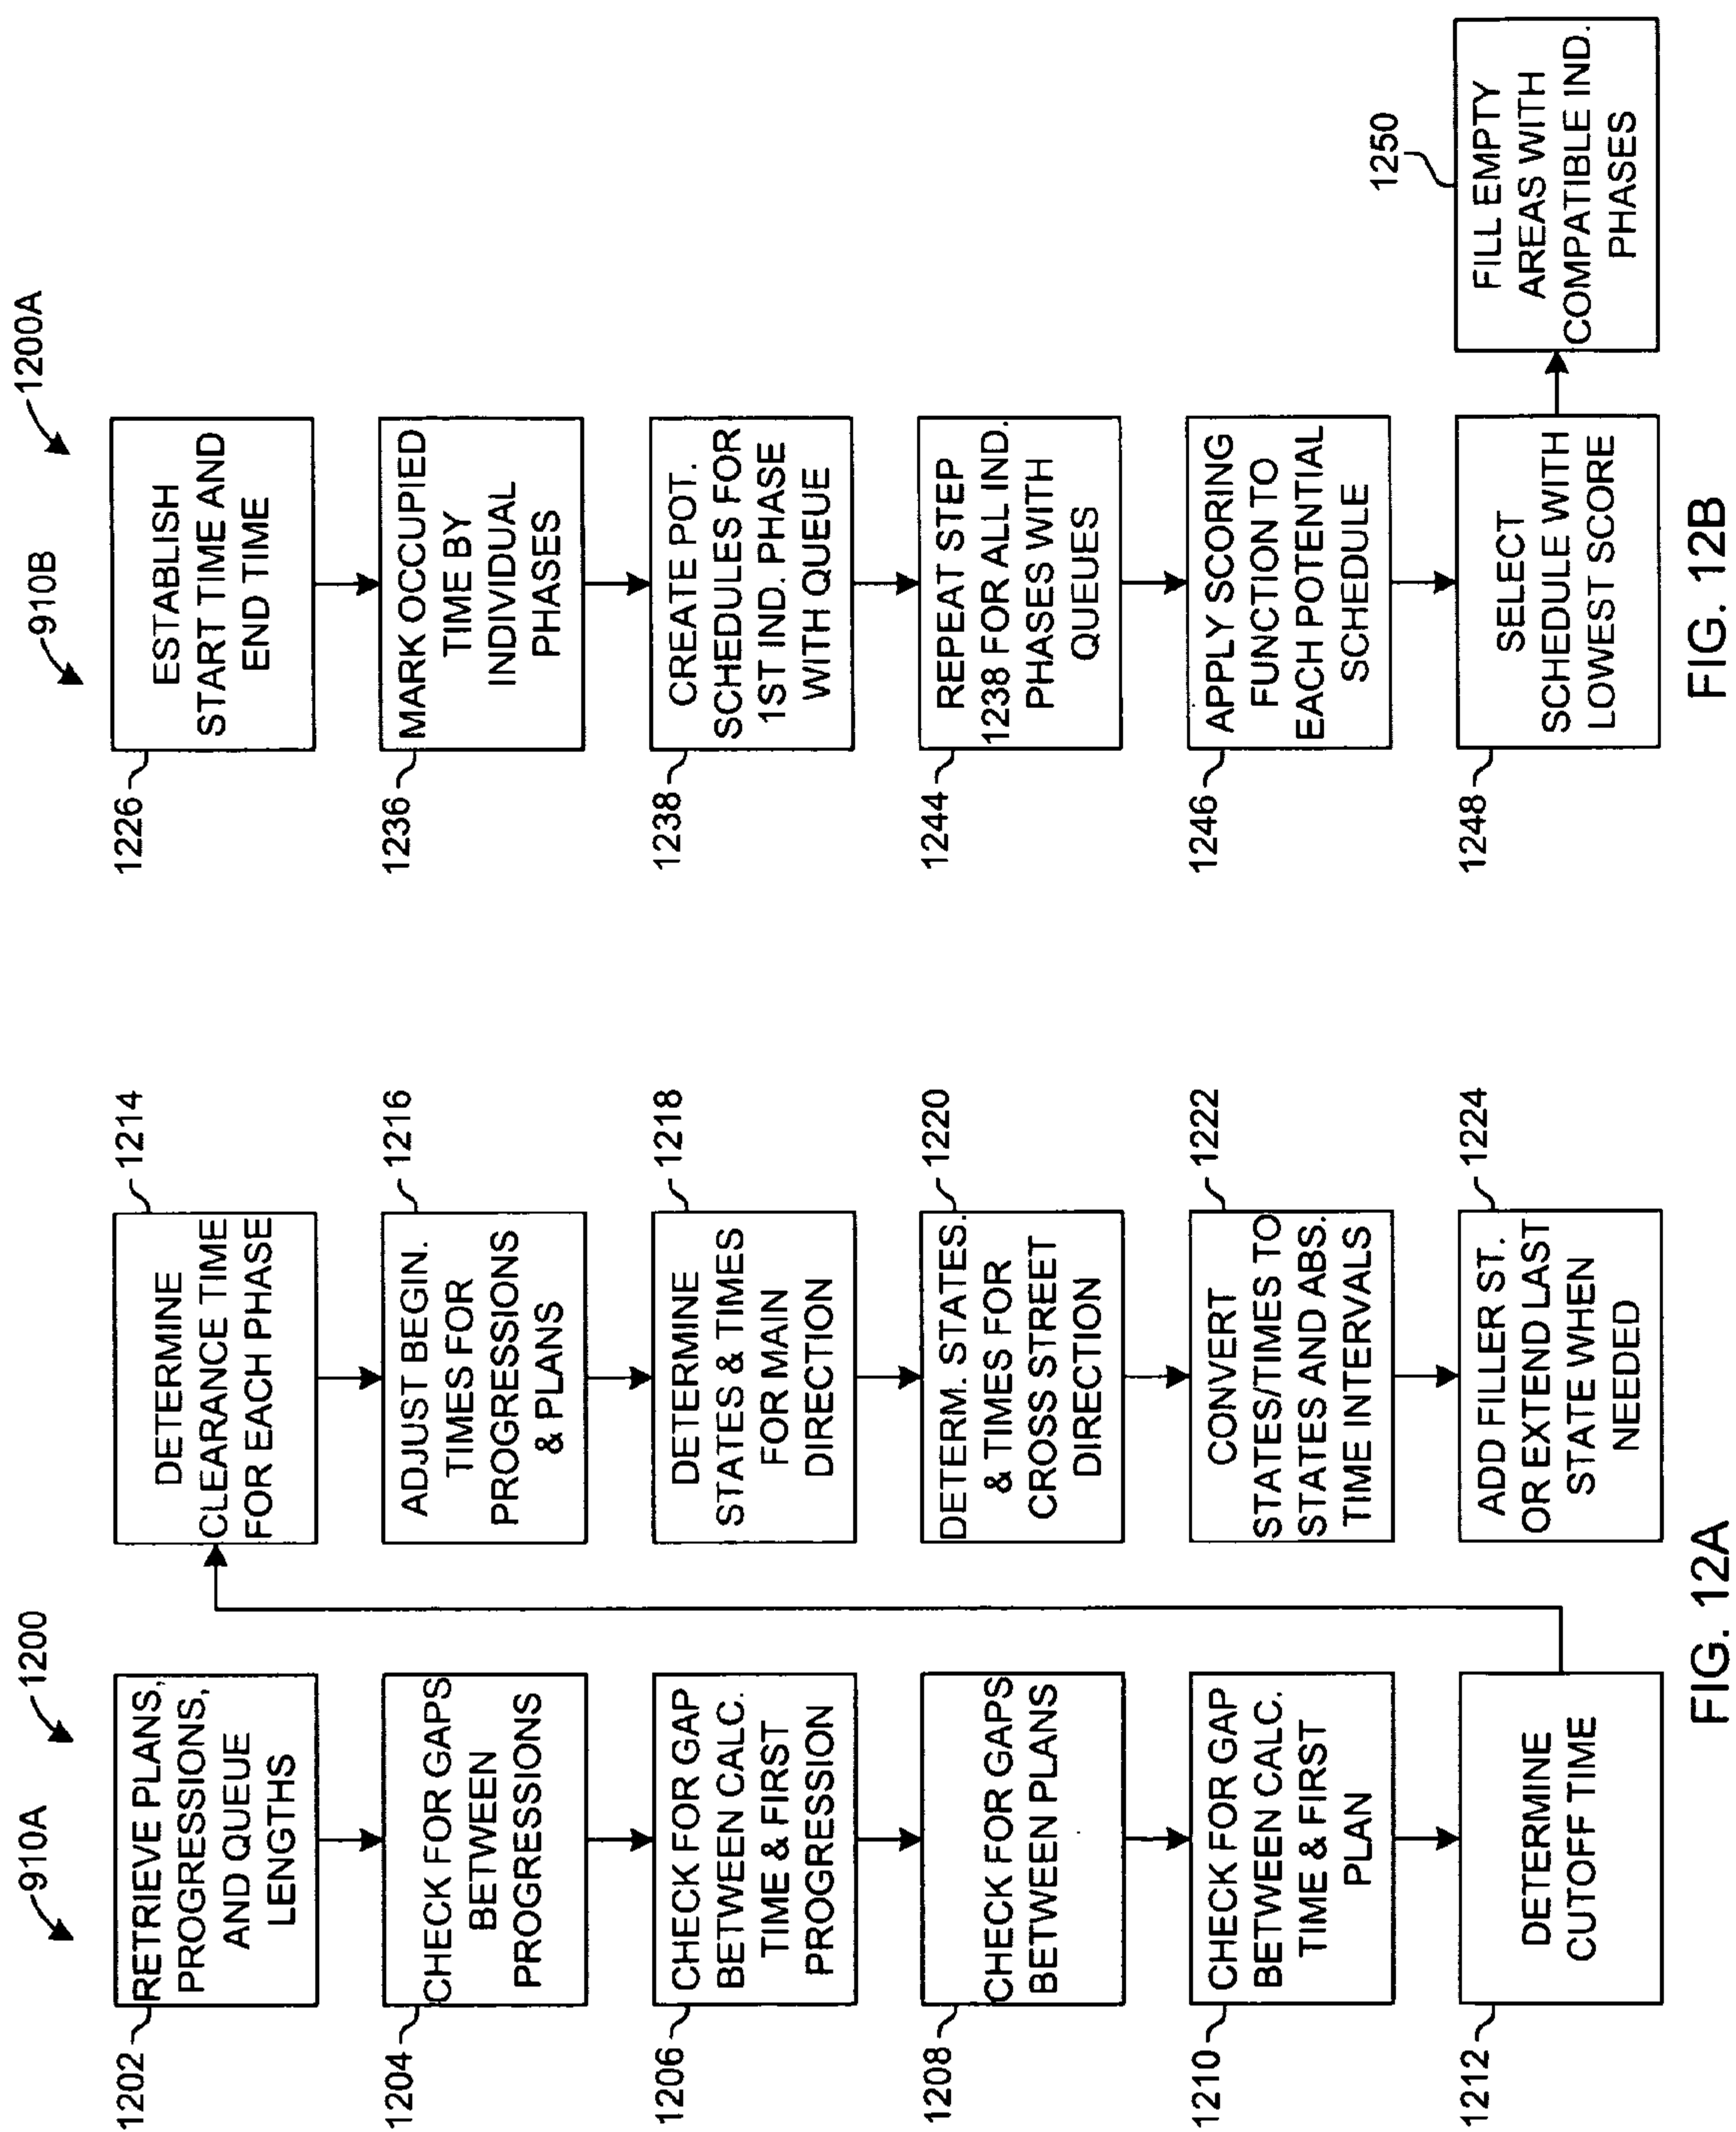 910A
1200
1202
RETRIEVE PLANS,
PROGRESSIONS,
AND QUEUE
LENGTHS
1204
CHECK FOR GAPS
BETWEEN
PROGRESSIONS
1206
CHECK FOR GAP
BETWEEN CALC.
TIME & FIRST
PROGRESSION
1208
CHECK FOR GAPS
BETWEEN PLANS
1210
CHECK FOR GAP
BETWEEN CALC.
TIME & FIRST
PLAN
1212
DETERMINE
CUTOFF TIME
1214
DETERMINE
CLEARANCE TIME
FOR EACH PHASE
1216
ADJUST BEGIN.
TIMES FOR
PROGRESSIONS
& PLANS
1218
DETERMINE
STATES & TIMES
FOR MAIN
DIRECTION
1220
DETERM. STATES.
& TIMES FOR
CROSS STREET
DIRECTION
1222
CONVERT
STATES/TIMES TO
STATES AND ABS.
TIME INTERVALS
1224
ADD FILLER ST.
OR EXTEND LAST
STATE WHEN
NEEDED
FIG. 12A
910B
1200A
1226
ESTABLISH
START TIME AND
END TIME
1236
MARK OCCUPIED
TIME BY
INDIVIDUAL
PHASES
1238
CREATE POT.
SCHEDULES FOR
1ST IND. PHASE
WITH QUEUE
1244
REPEAT STEP
1238 FOR ALL IND.
PHASES WITH
QUEUES
1246
APPLY SCORING
FUNCTION TO
EACH POTENTIAL
SCHEDULE
1248
SELECT
SCHEDULE WITH
LOWEST SCORE
1250
FILL EMPTY
AREAS WITH
COMPATIBLE IND.
PHASES
FIG. 12B